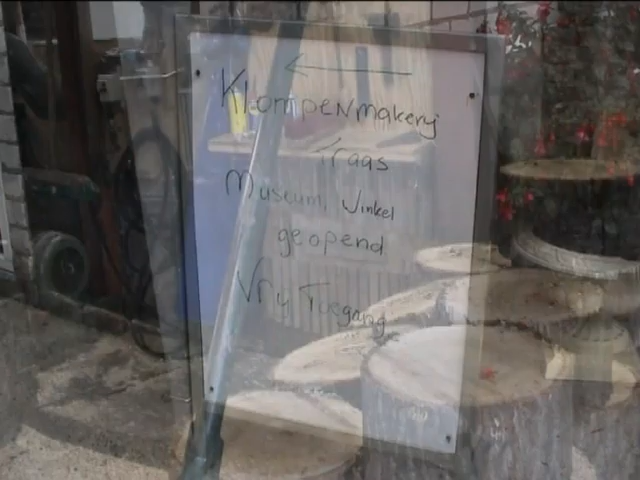 Klompenmakerij
Traas
Museum, Winkel
geopend
Vrij Toegang